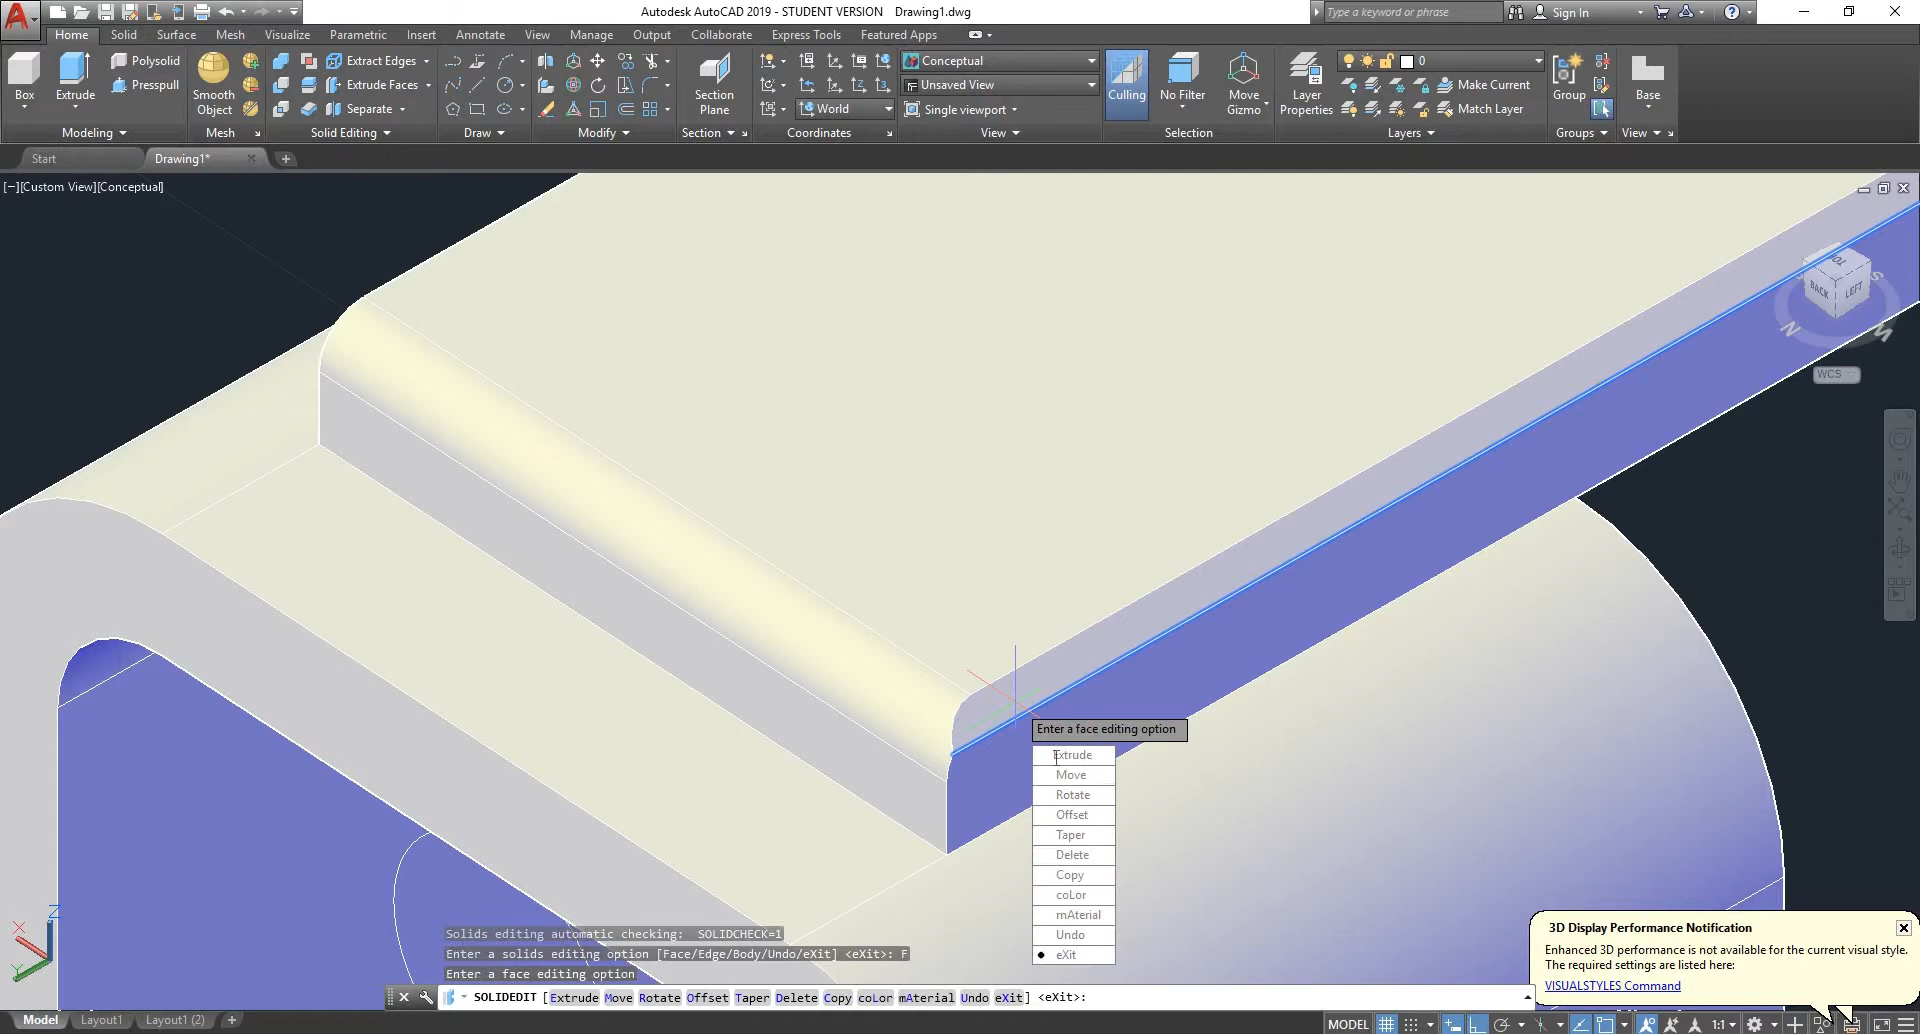 Autodesk AutoCAD 2019 - STUDENT VERSION Drawing1.dwg
Type a keyword or phrase
Sign In
Home Solid Surface Mesh Visualize Parametric Insert Annotate View Manage Output Collaborate Express Tools Featured Apps
Box
Extrude
Polysolid
Presspull
Modeling
Smooth
Object
Mesh
Extract Edges
Extrude Faces
Separate
Solid Editing
Draw
Modify
Section
Plane
Section
World
Coordinates
Conceptual
Unsaved View
Single viewport
View
Culling
No Filter
Move
Gizmo
Selection
Layer
Properties
0
Make Current
Match Layer
Layers
Group
Groups
Base
View
Start
Drawing1*
[−][Custom View][Conceptual]
TOP
BACK
LEFT
S
N
WCS
Enter a face editing option
Extrude
Move
Rotate
Offset
Taper
Delete
Copy
coLor
mAterial
Undo
eXit
X
Y
Z
Solids editing automatic checking: SOLIDCHECK=1
Enter a solids editing option [Face/Edge/Body/Undo/eXit] <eXit>: F
Enter a face editing option
SOLIDEDIT [Extrude Move Rotate Offset Taper Delete Copy coLor mAterial Undo eXit] <eXit>:
3D Display Performance Notification
Enhanced 3D performance is not available for the current visual style.
The required settings are listed here:
VISUALSTYLES Command
Model Layout1 Layout1 (2)
MODEL
1:1